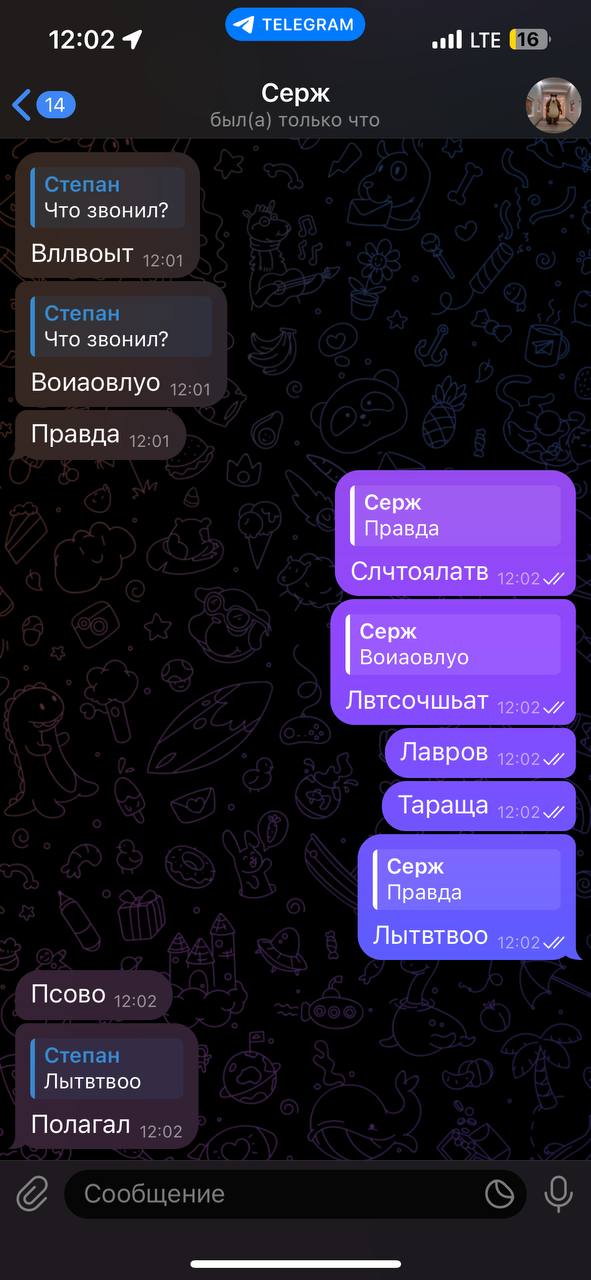 12:02
TELEGRAM
LTE 16
14
Серж
был(а) только что
Степан
Что звонил?
Вллвоыт 12:01
Степан
Что звонил?
Воиаовлуо 12:01
Правда 12:01
Серж
Правда
Слчтоялатв 12:02
Серж
Воиаовлуо
Лвтсочшьат 12:02
Лавров 12:02
Тараща 12:02
Серж
Правда
Лытвтвоо 12:02
Псово 12:02
Степан
Лытвтвоо
Полагал 12:02
Сообщение